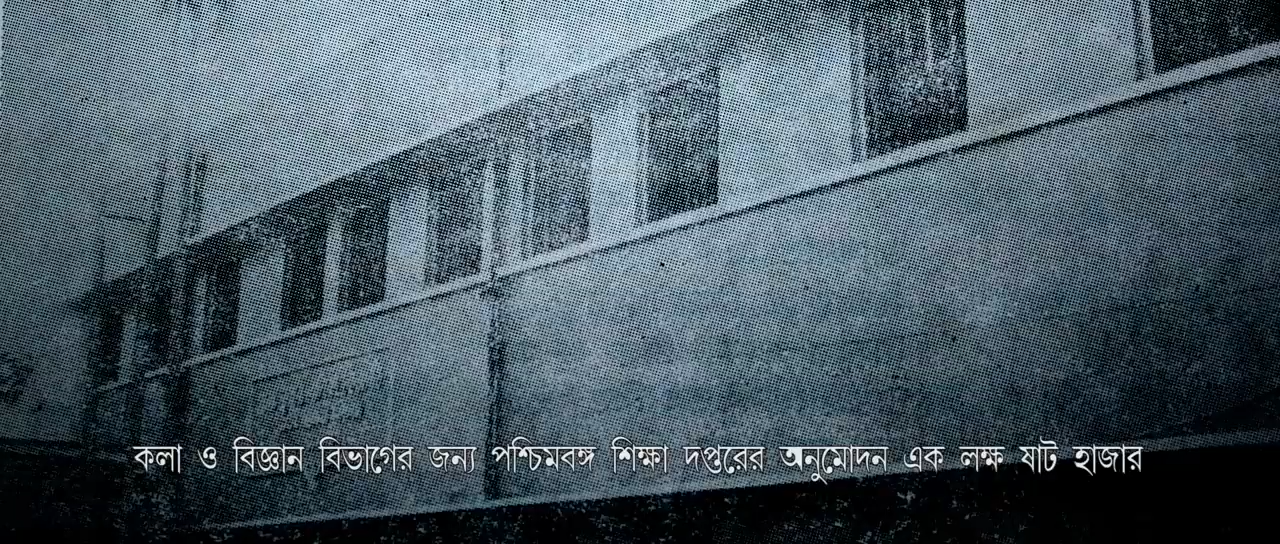 কলা ও বিজ্ঞান বিভাগের জন্য পশ্চিমবঙ্গ শিক্ষা দপ্তরের অনুমোদন এক লক্ষ ষাট হাজার